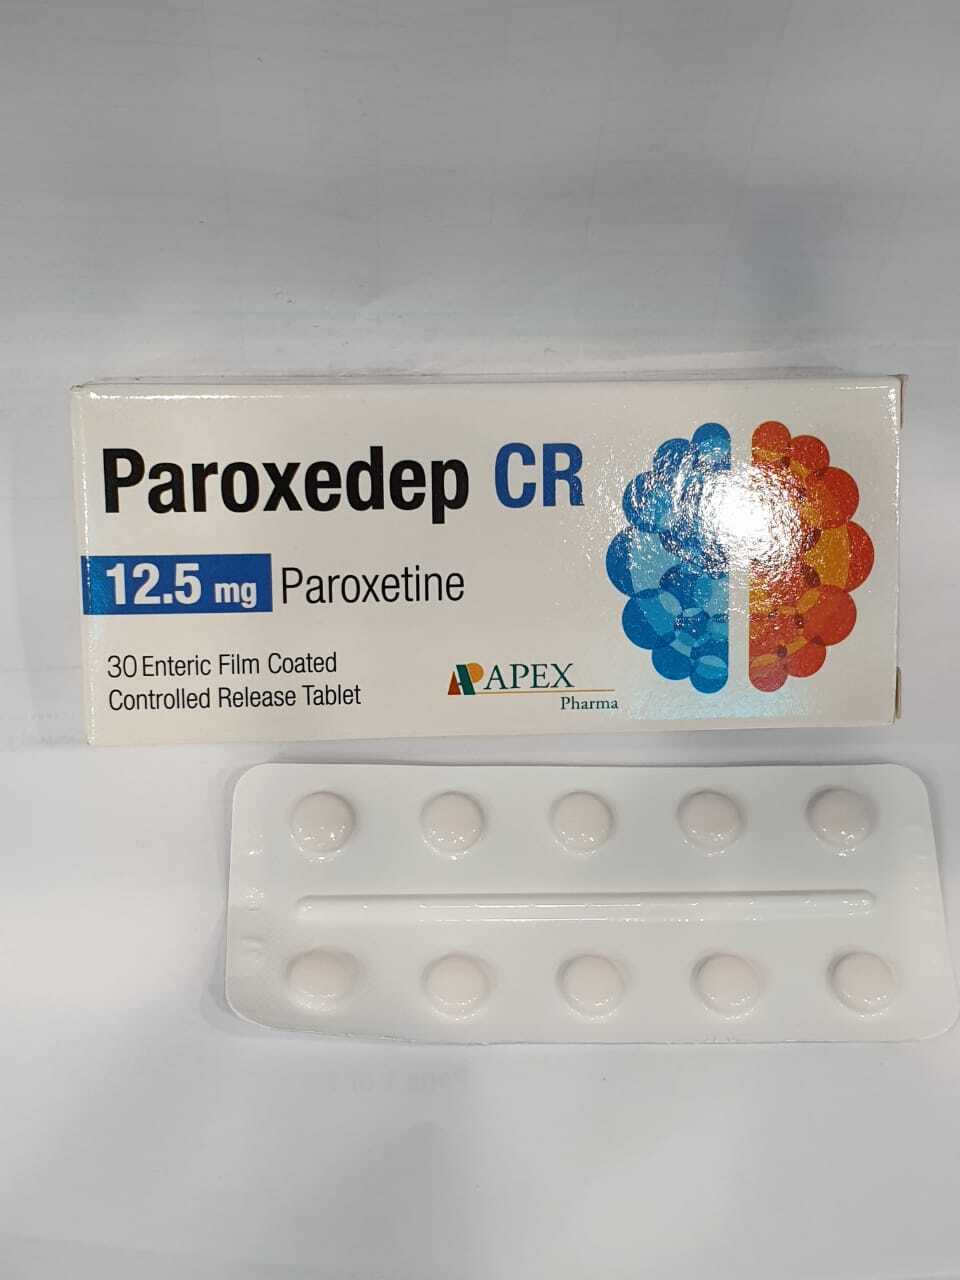 Paroxedep CR
12.5 mg Paroxetine
30 Enteric Film Coated
Controlled Release Tablet
APEX
Pharma